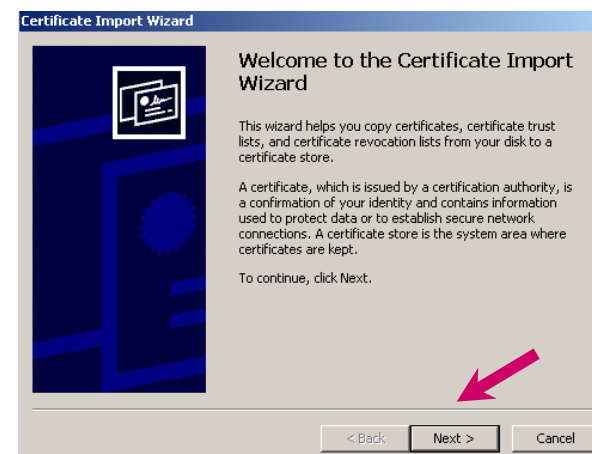 Certificate Import Wizard
Welcome to the Certificate Import
Wizard
This wizard helps you copy certificates, certificate trust
lists, and certificate revocation lists from your disk to a
certificate store.
A certificate, which is issued by a certification authority, is
a confirmation of your identity and contains information
used to protect data or to establish secure network
connections. A certificate store is the system area where
certificates are kept.
To continue, click Next.
< Back Next > Cancel